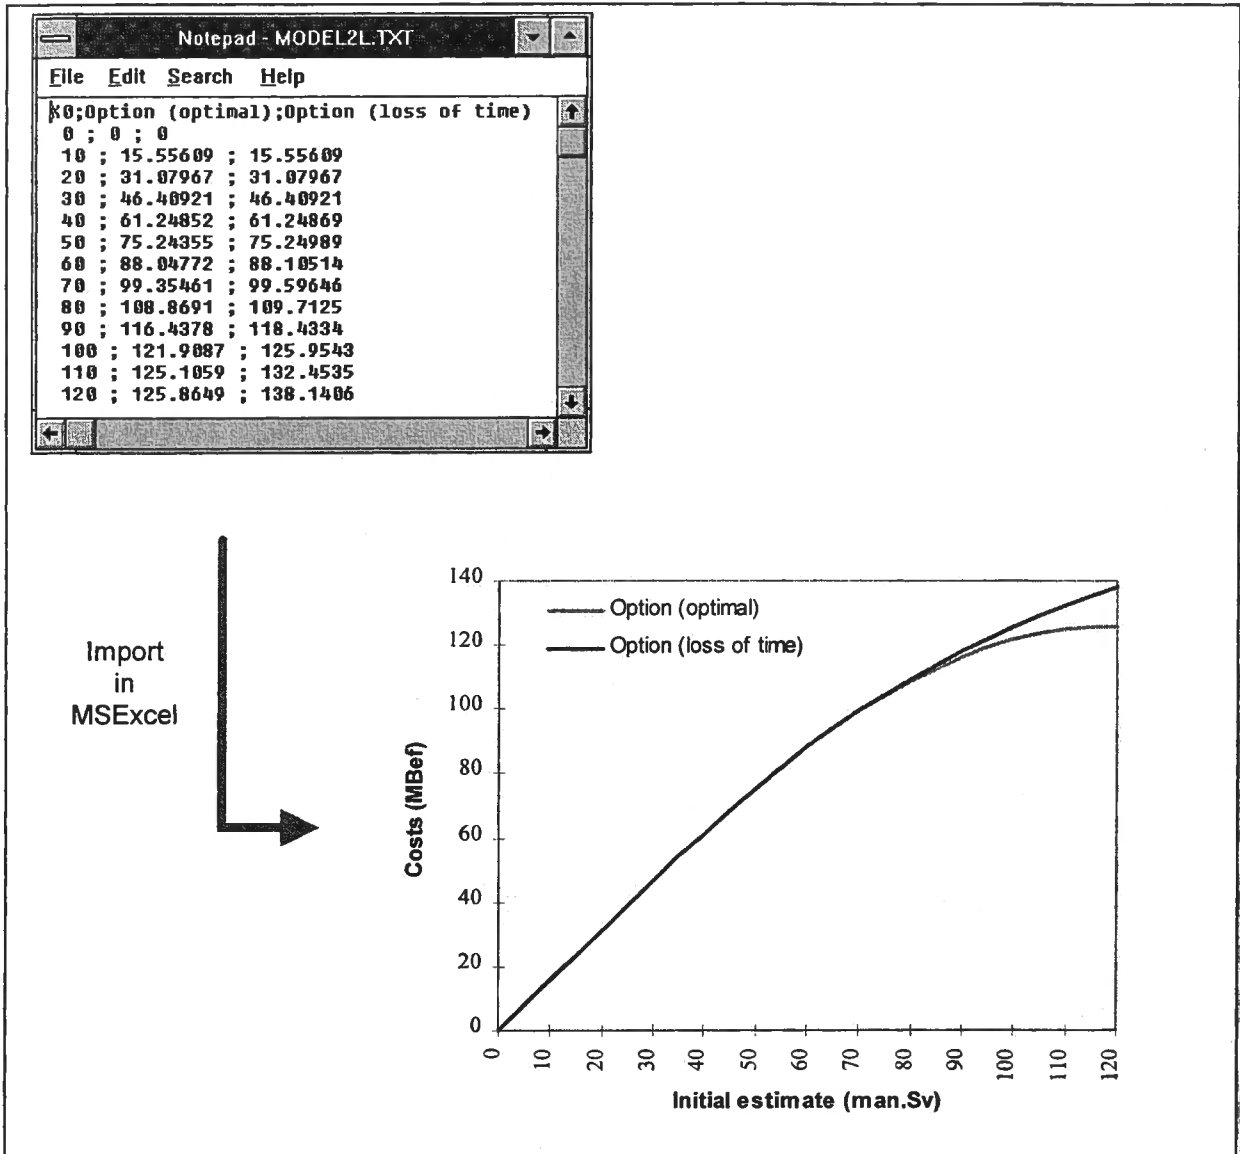 Notepad - MODEL2L.TXT
File Edit Search Help
X0;Option (optimal);Option (loss of time)
0 ; 0 ; 0
10 ; 15.55609 ; 15.55609
20 ; 31.07967 ; 31.07967
30 ; 46.40921 ; 46.40921
40 ; 61.24852 ; 61.24869
50 ; 75.24355 ; 75.24989
60 ; 88.04772 ; 88.10514
70 ; 99.35461 ; 99.59646
80 ; 108.8691 ; 109.7125
90 ; 116.4378 ; 118.4334
100 ; 121.9087 ; 125.9543
110 ; 125.1059 ; 132.4535
120 ; 125.8649 ; 138.1406
Import
in
MSExcel
Costs (MBef)
140
120
100
80
60
40
20
0
Option (optimal)
Option (loss of time)
0 10 20 30 40 50 60 70 80 90 100 110 120
Initial estimate (man.Sv)